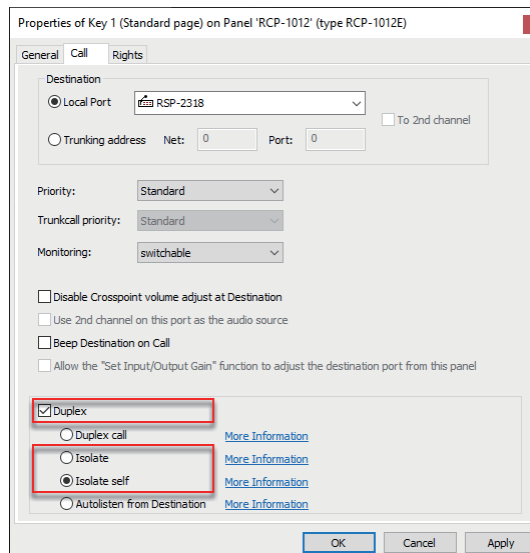 Properties of Key 1 (Standard page) on Panel 'RCP-1012' (type RCP-1012E)
General Call Rights
Destination
Local Port RSP-2318
To 2nd channel
Trunking address Net: 0 Port: 0
Priority: Standard
Trunkcall priority: Standard
Monitoring: switchable
Disable Crosspoint volume adjust at Destination
Use 2nd channel on this port as the audio source
Beep Destination on Call
Allow the "Set Input/Output Gain" function to adjust the destination port from this panel
Duplex
Duplex call More Information
Isolate More Information
Isolate self More Information
Autolisten from Destination More Information
OK Cancel Apply